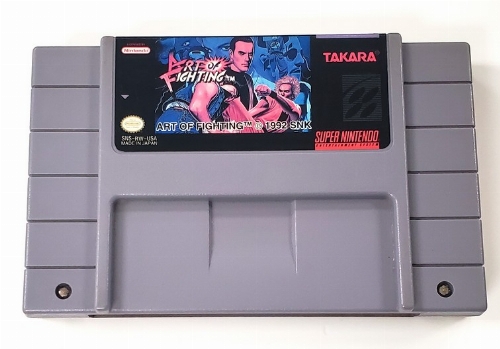 Nintendo
ART OF
FIGHTING™
TAKARA
ART OF FIGHTING™ © 1992 SNK
SNS-RW-USA
MADE IN JAPAN
SUPER NINTENDO
ENTERTAINMENT SYSTEM